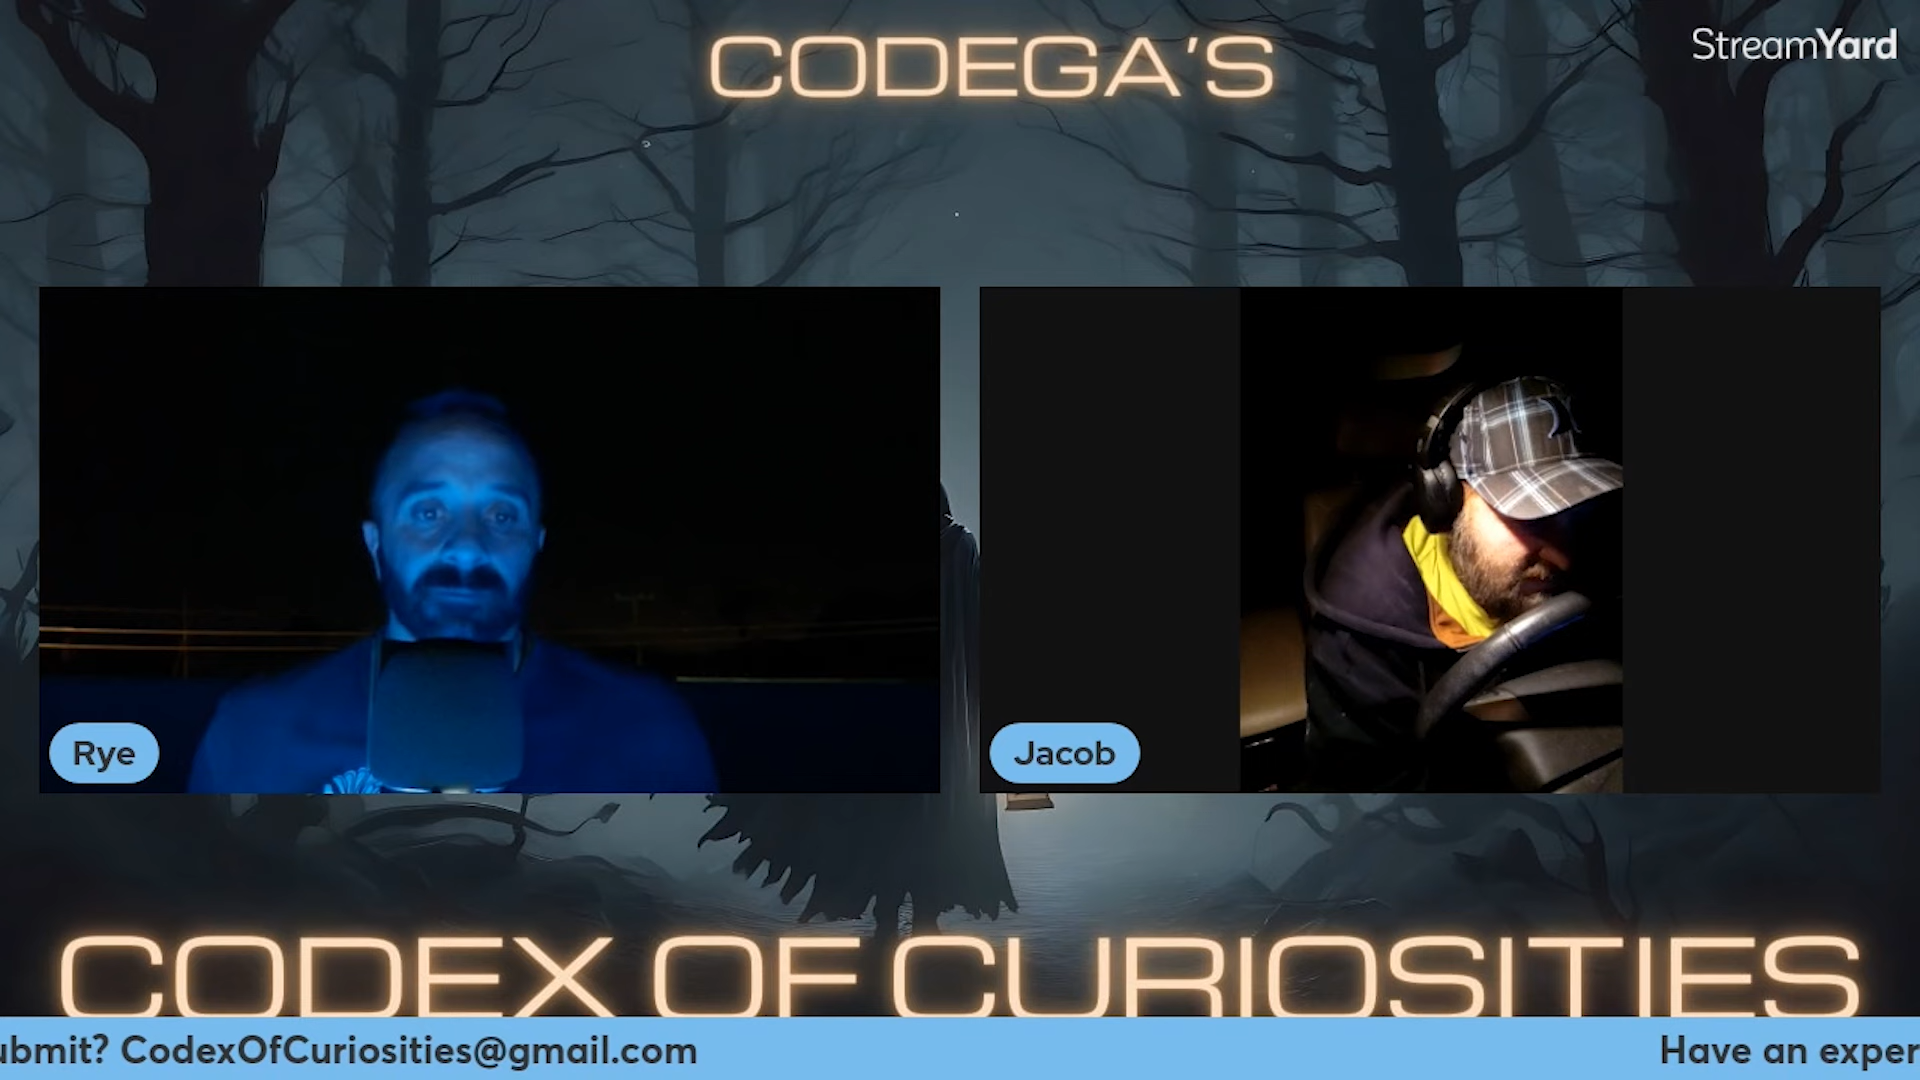 CODEGA'S
StreamYard
Rye
Jacob
CODEX OF CURIOSITIES
ubmit? CodexOfCuriosities@gmail.com
Have an exper